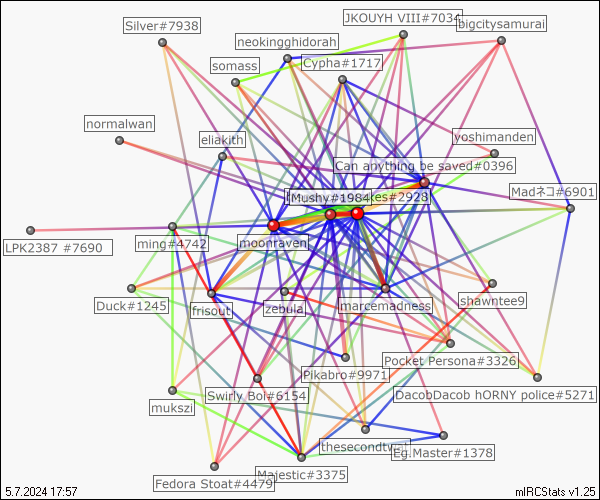 JKOUYH VIII#7034
Silver#7938
bigcitysamurai
neokingghidorah
Cypha#1717
somass
normalwan
eliakith
yoshimanden
Can anything be saved#0396
Madネコ#6901
Mushy#1984
es#2928
LPK2387 #7690
ming#4742
moonraven
Duck#1245
frisout
zebula
marcemadness
shawntee9
Pocket Persona#3326
Pikabro#9971
Swirly Boi#6154
DacobDacob hORNY police#5271
mukszi
thesecondtwat
Eg.Master#1378
Majestic#3375
Fedora Stoat#4479
5.7.2024 17:57
mIRCStats v1.25